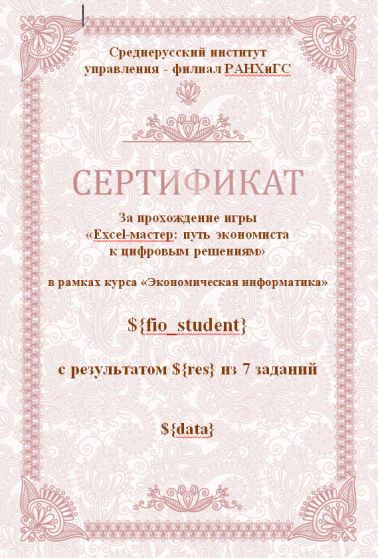 Среднерусский институт
управления - филиал РАНХиГС
СЕРТИФИКАТ
За прохождение игры
«Excel-мастер: путь экономиста
к цифровым решениям»
в рамках курса «Экономическая информатика»
${fio_student}
с результатом ${res} из 7 заданий
${data}